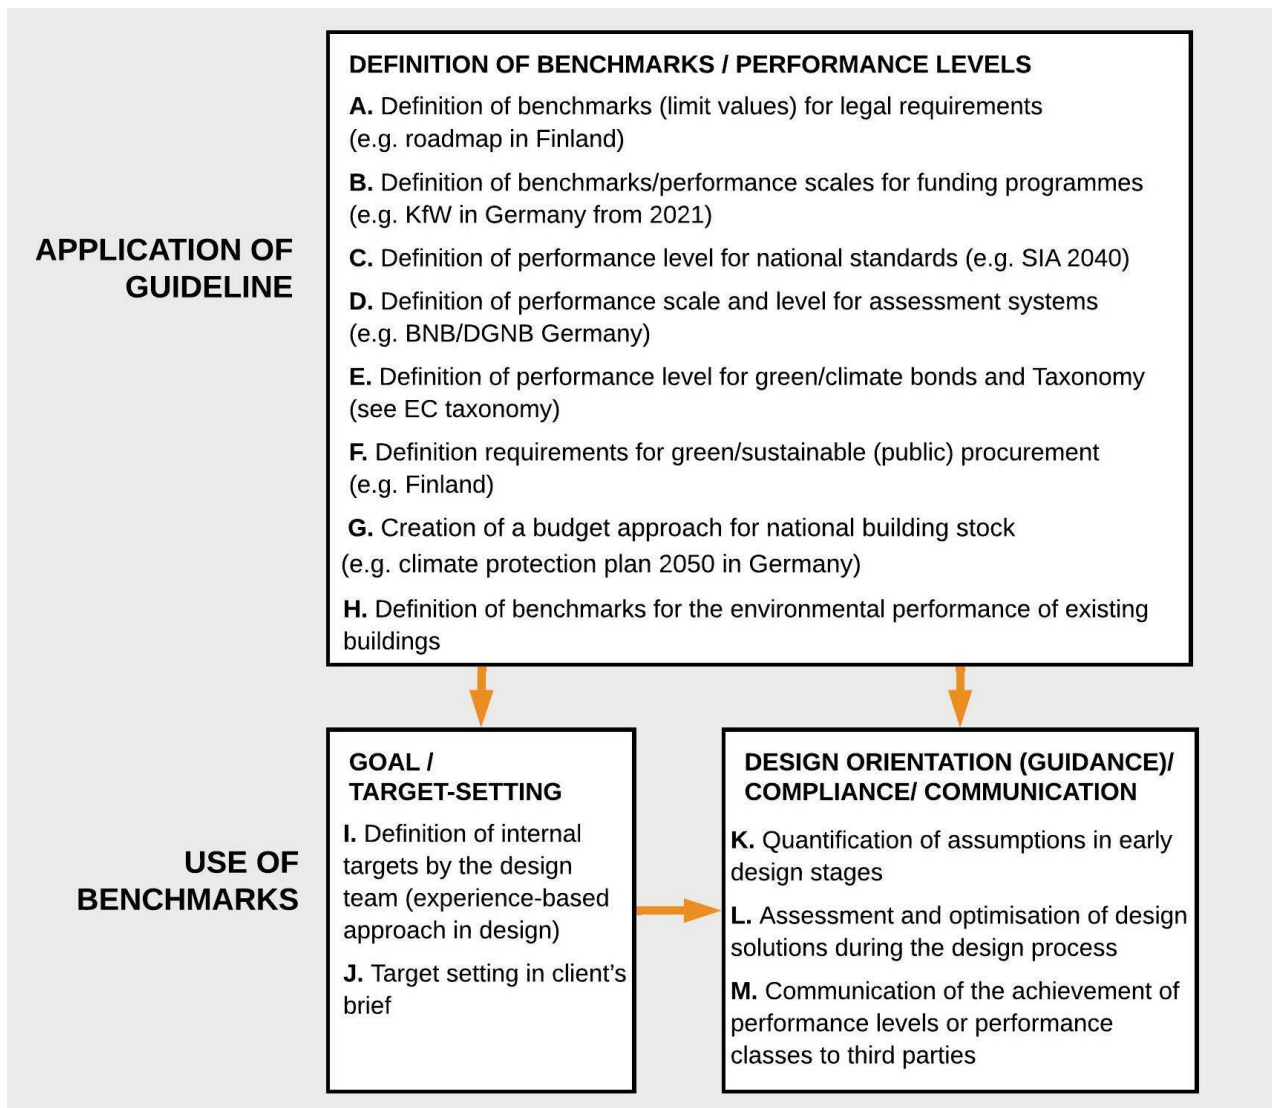 DEFINITION OF BENCHMARKS / PERFORMANCE LEVELS
A. Definition of benchmarks (limit values) for legal requirements
(e.g. roadmap in Finland)
B. Definition of benchmarks/performance scales for funding programmes
(e.g. KfW in Germany from 2021)
C. Definition of performance level for national standards (e.g. SIA 2040)
D. Definition of performance scale and level for assessment systems
(e.g. BNB/DGNB Germany)
E. Definition of performance level for green/climate bonds and Taxonomy
(see EC taxonomy)
F. Definition requirements for green/sustainable (public) procurement
(e.g. Finland)
G. Creation of a budget approach for national building stock
(e.g. climate protection plan 2050 in Germany)
H. Definition of benchmarks for the environmental performance of existing
buildings
APPLICATION OF
GUIDELINE
USE OF
BENCHMARKS
GOAL /
TARGET-SETTING
I. Definition of internal
targets by the design
team (experience-based
approach in design)
J. Target setting in client’s
brief
DESIGN ORIENTATION (GUIDANCE)/
COMPLIANCE/ COMMUNICATION
K. Quantification of assumptions in early
design stages
L. Assessment and optimisation of design
solutions during the design process
M. Communication of the achievement of
performance levels or performance
classes to third parties